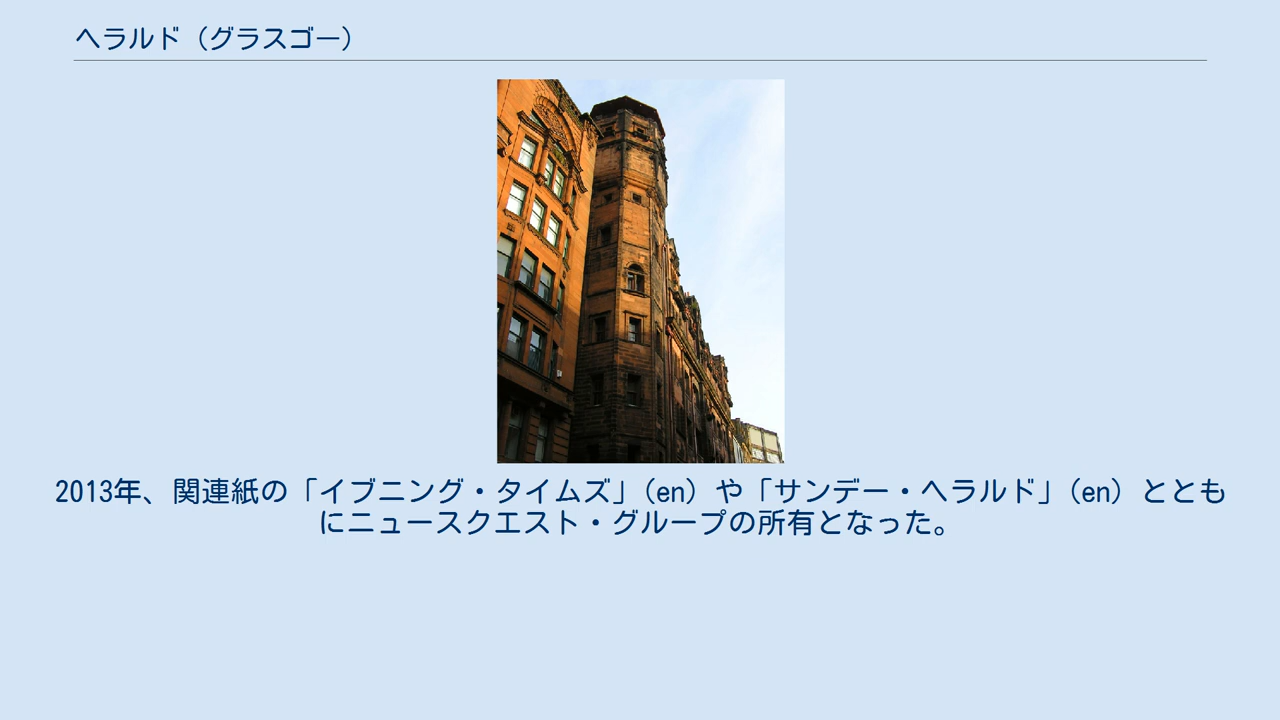 ヘラルド（グラスゴー）
2013年、関連紙の「イブニング・タイムズ」（en）や「サンデー・ヘラルド」（en）ととも
にニュースクエスト・グループの所有となった。